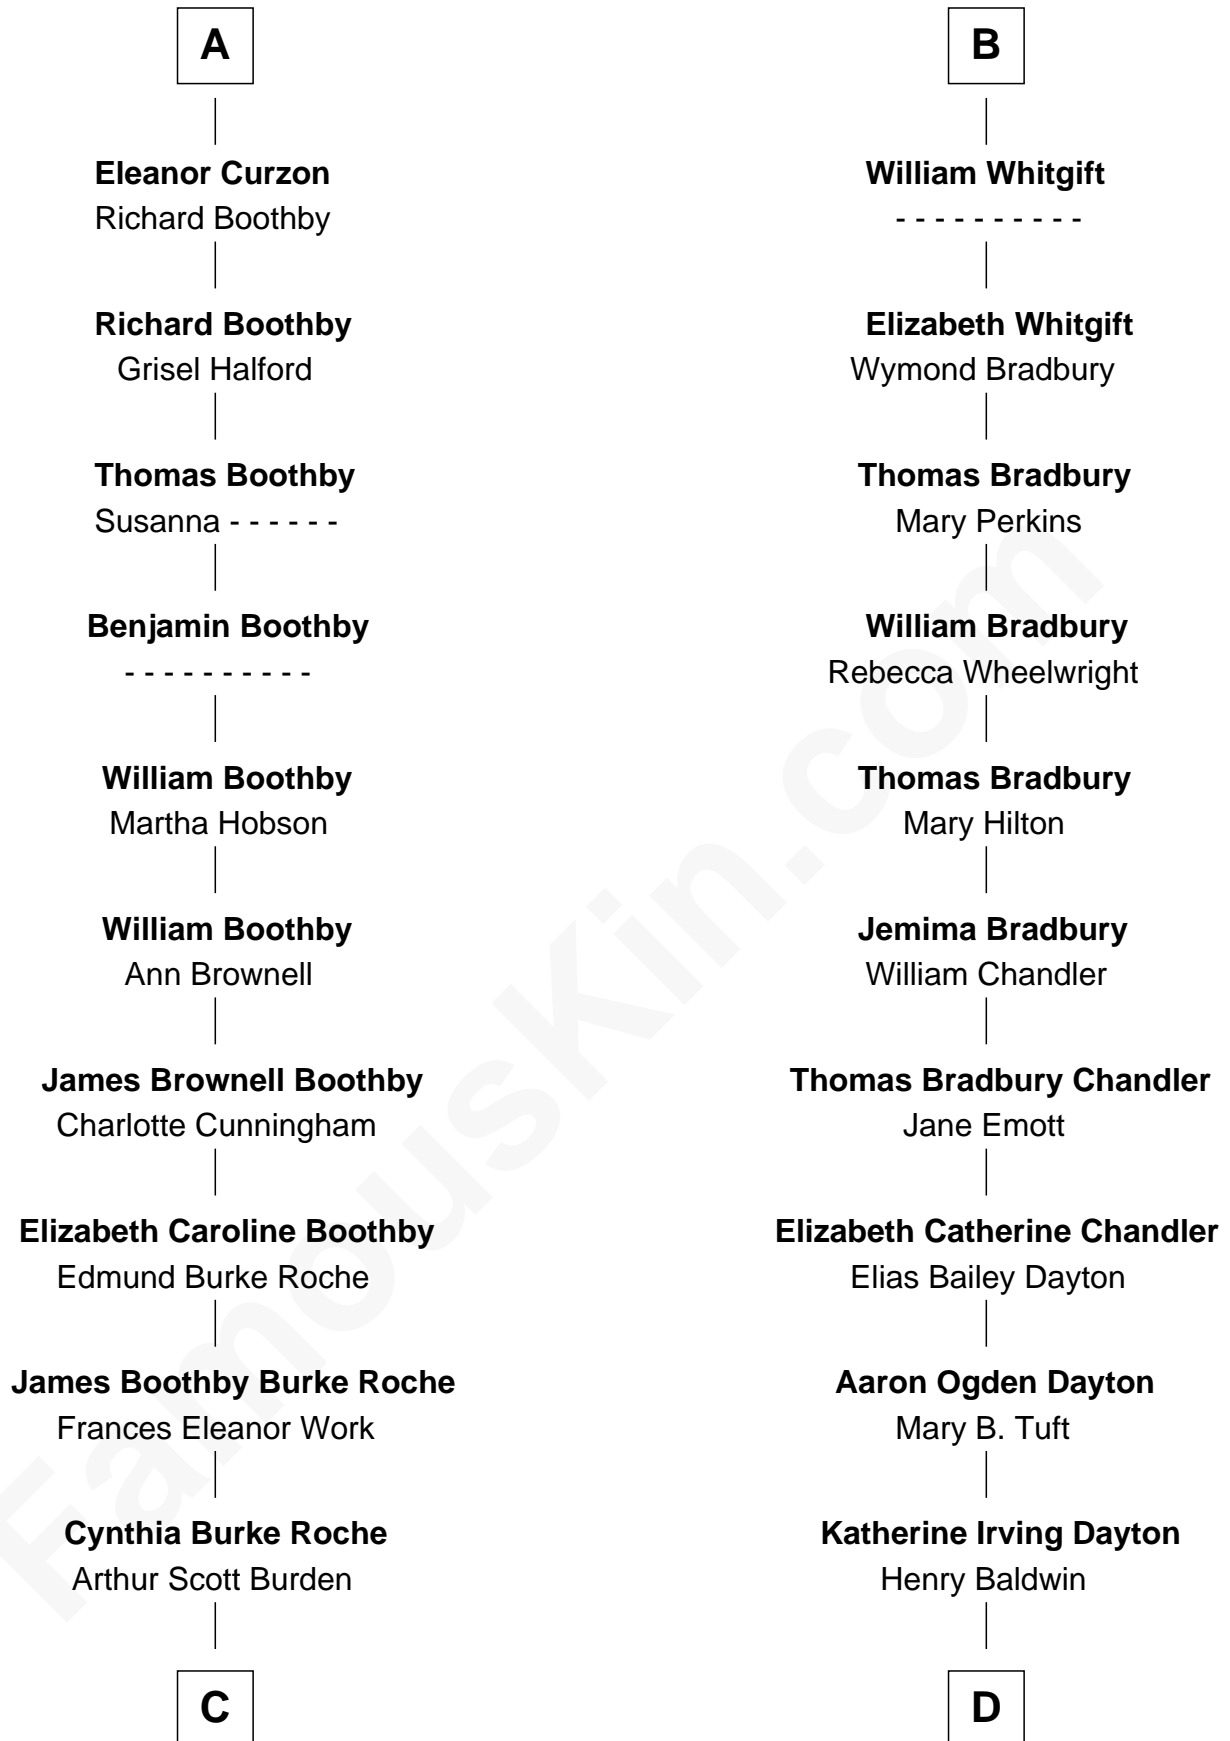 A
Eleanor Curzon
Richard Boothby
Richard Boothby
Grisel Halford
Thomas Boothby
Susanna - - - - - -
Benjamin Boothby
- - - - - - - - - -
William Boothby
Martha Hobson
William Boothby
Ann Brownell
James Brownell Boothby
Charlotte Cunningham
Elizabeth Caroline Boothby
Edmund Burke Roche
James Boothby Burke Roche
Frances Eleanor Work
Cynthia Burke Roche
Arthur Scott Burden
C
B
William Whitgift
- - - - - - - - - -
Elizabeth Whitgift
Wymond Bradbury
Thomas Bradbury
Mary Perkins
William Bradbury
Rebecca Wheelwright
Thomas Bradbury
Mary Hilton
Jemima Bradbury
William Chandler
Thomas Bradbury Chandler
Jane Emott
Elizabeth Catherine Chandler
Elias Bailey Dayton
Aaron Ogden Dayton
Mary B. Tuft
Katherine Irving Dayton
Henry Baldwin
D
FamousKin.com